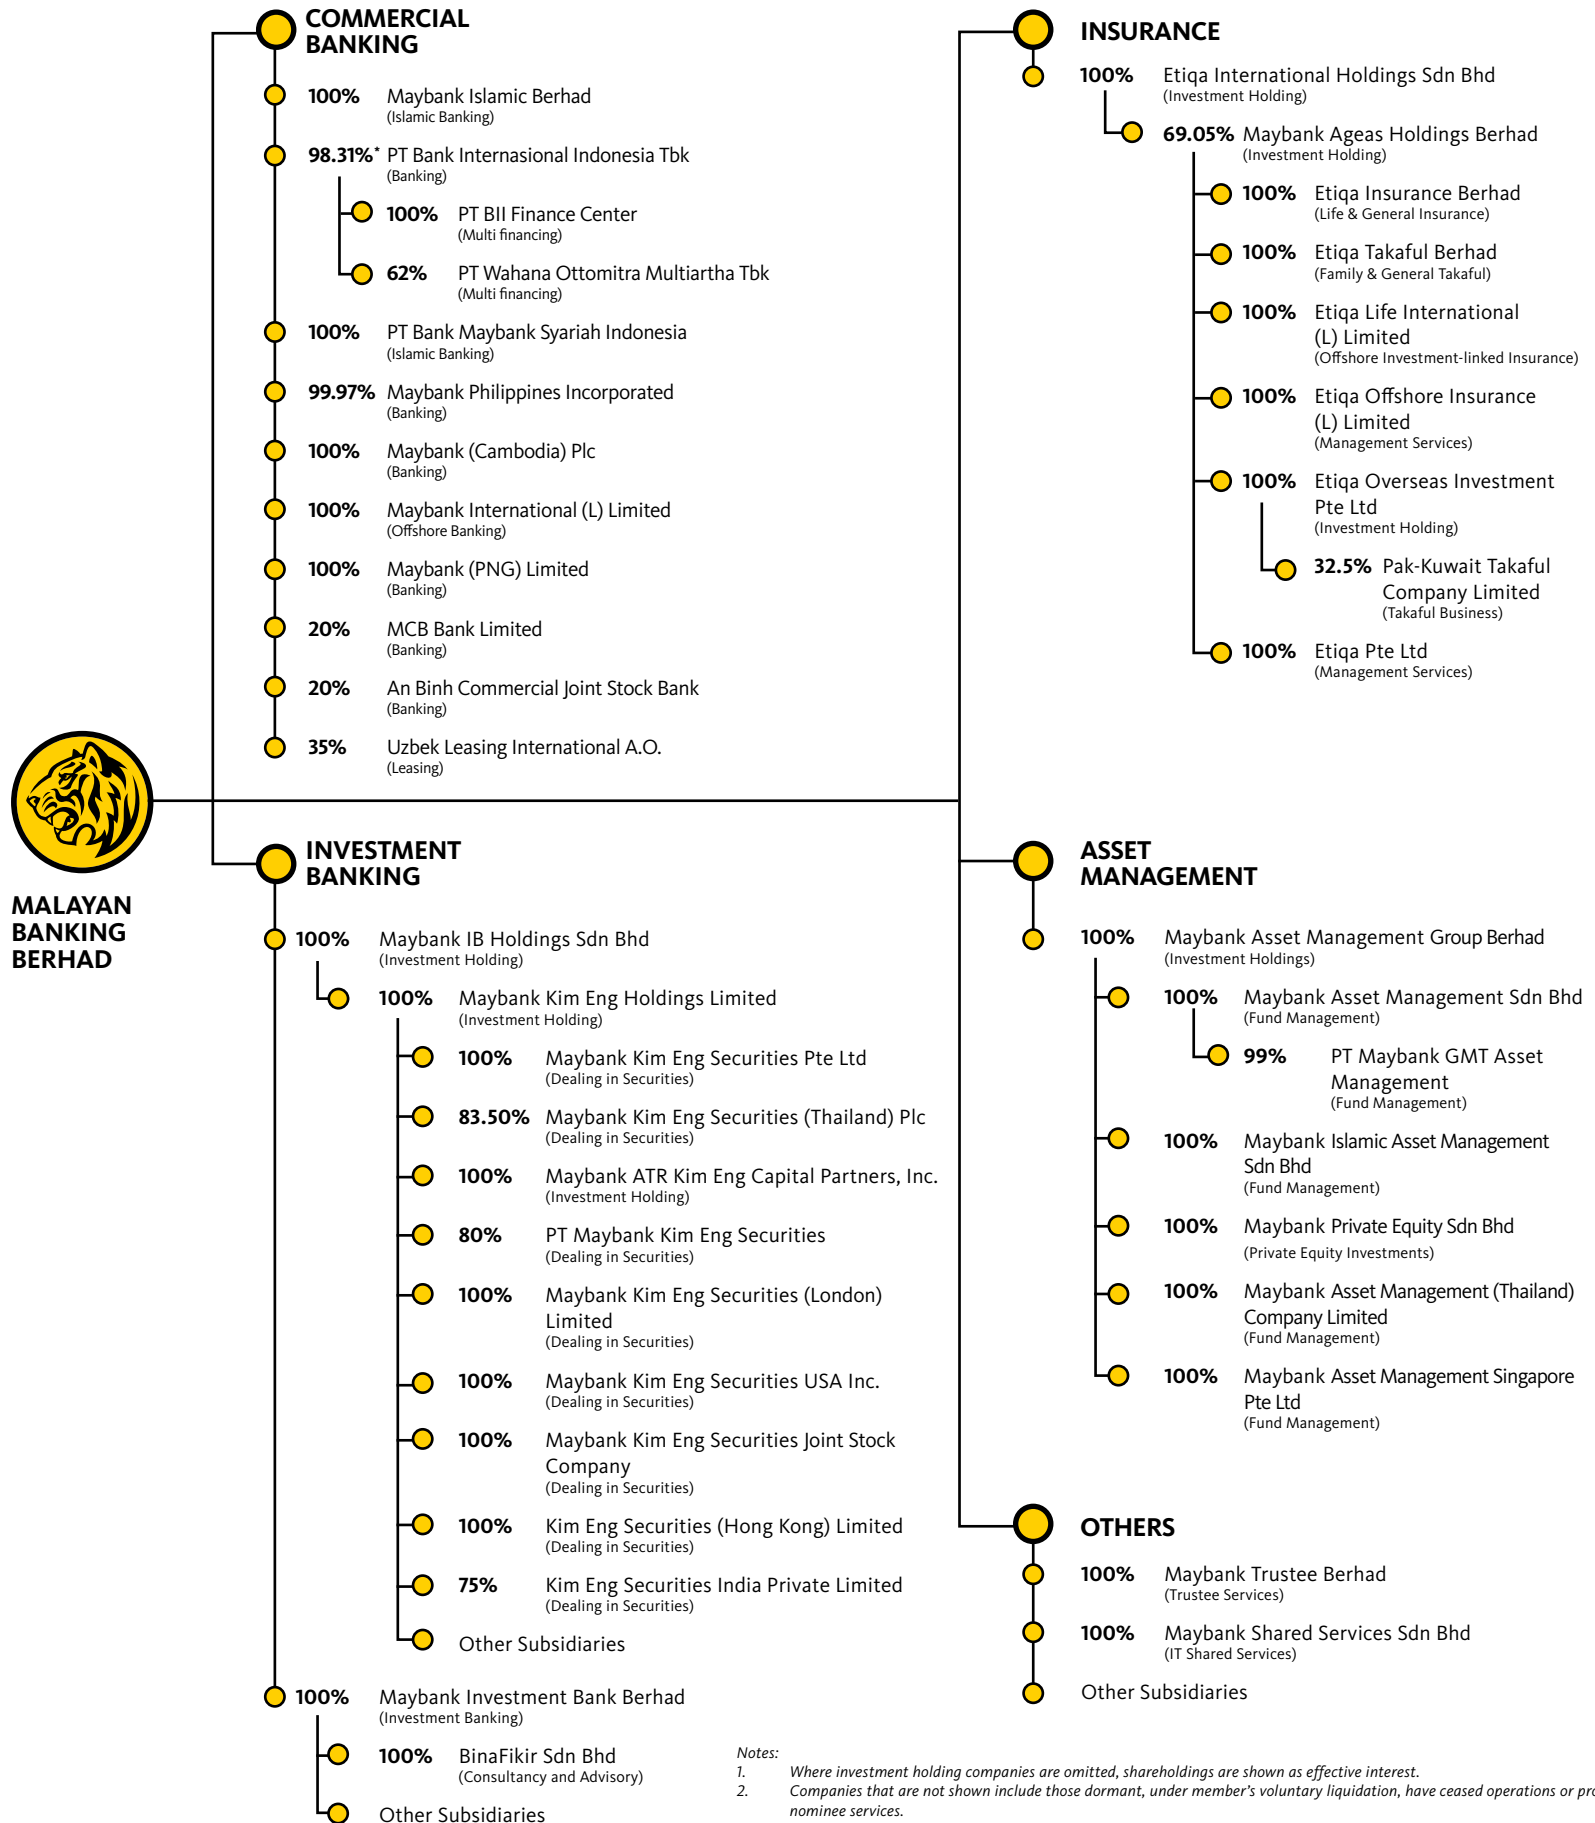 MALAYAN
BANKING
BERHAD
COMMERCIAL
BANKING
100% Maybank Islamic Berhad
(Islamic Banking)
98.31%* PT Bank Internasional Indonesia Tbk
(Banking)
100% PT BII Finance Center
(Multi financing)
62% PT Wahana Ottomitra Multiartha Tbk
(Multi financing)
100% PT Bank Maybank Syariah Indonesia
(Islamic Banking)
99.97% Maybank Philippines Incorporated
(Banking)
100% Maybank (Cambodia) Plc
(Banking)
100% Maybank International (L) Limited
(Offshore Banking)
100% Maybank (PNG) Limited
(Banking)
20% MCB Bank Limited
(Banking)
20% An Binh Commercial Joint Stock Bank
(Banking)
35% Uzbek Leasing International A.O.
(Leasing)
INVESTMENT
BANKING
100% Maybank IB Holdings Sdn Bhd
(Investment Holding)
100% Maybank Kim Eng Holdings Limited
(Investment Holding)
100% Maybank Kim Eng Securities Pte Ltd
(Dealing in Securities)
83.50% Maybank Kim Eng Securities (Thailand) Plc
(Dealing in Securities)
100% Maybank ATR Kim Eng Capital Partners, Inc.
(Investment Holding)
80% PT Maybank Kim Eng Securities
(Dealing in Securities)
100% Maybank Kim Eng Securities (London)
Limited
(Dealing in Securities)
100% Maybank Kim Eng Securities USA Inc.
(Dealing in Securities)
100% Maybank Kim Eng Securities Joint Stock
Company
(Dealing in Securities)
100% Kim Eng Securities (Hong Kong) Limited
(Dealing in Securities)
75% Kim Eng Securities India Private Limited
(Dealing in Securities)
Other Subsidiaries
100% Maybank Investment Bank Berhad
(Investment Banking)
100% BinaFikir Sdn Bhd
(Consultancy and Advisory)
Other Subsidiaries
INSURANCE
100% Etiqa International Holdings Sdn Bhd
(Investment Holding)
69.05% Maybank Ageas Holdings Berhad
(Investment Holding)
100% Etiqa Insurance Berhad
(Life & General Insurance)
100% Etiqa Takaful Berhad
(Family & General Takaful)
100% Etiqa Life International
(L) Limited
(Offshore Investment-linked Insurance)
100% Etiqa Offshore Insurance
(L) Limited
(Management Services)
100% Etiqa Overseas Investment
Pte Ltd
(Investment Holding)
32.5% Pak-Kuwait Takaful
Company Limited
(Takaful Business)
100% Etiqa Pte Ltd
(Management Services)
ASSET
MANAGEMENT
100% Maybank Asset Management Group Berhad
(Investment Holdings)
100% Maybank Asset Management Sdn Bhd
(Fund Management)
99% PT Maybank GMT Asset
Management
(Fund Management)
100% Maybank Islamic Asset Management
Sdn Bhd
(Fund Management)
100% Maybank Private Equity Sdn Bhd
(Private Equity Investments)
100% Maybank Asset Management (Thailand)
Company Limited
(Fund Management)
100% Maybank Asset Management Singapore
Pte Ltd
(Fund Management)
OTHERS
100% Maybank Trustee Berhad
(Trustee Services)
100% Maybank Shared Services Sdn Bhd
(IT Shared Services)
Other Subsidiaries
Notes:
1. Where investment holding companies are omitted, shareholdings are shown as effective interest.
2. Companies that are not shown include those dormant, under member's voluntary liquidation, have ceased operations or
nominee services.